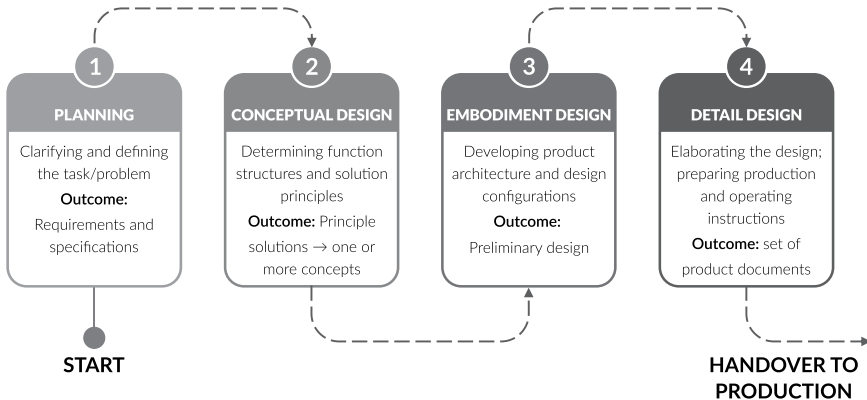 1
PLANNING
Clarifying and defining
the task/problem
Outcome:
Requirements and
specifications
START
2
CONCEPTUAL DESIGN
Determining function
structures and solution
principles
Outcome: Principle
solutions → one or
more concepts
3
EMBODIMENT DESIGN
Developing product
architecture and design
configurations
Outcome:
Preliminary design
4
DETAIL DESIGN
Elaborating the design;
preparing production
and operating
instructions
Outcome: set of
product documents
HANDOVER TO
PRODUCTION